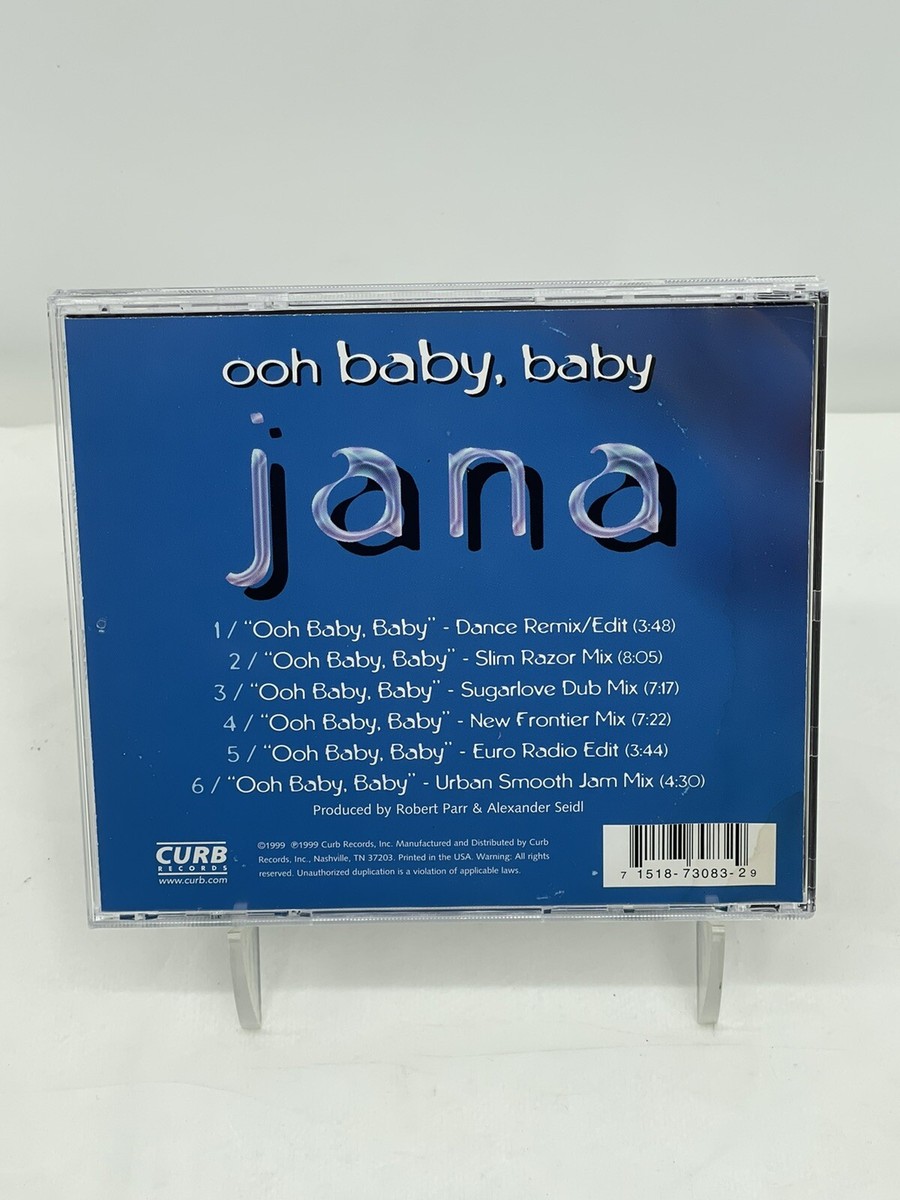 ooh baby, baby
jana
1 / "Ooh Baby, Baby" - Dance Remix/Edit (3:48)
2 / "Ooh Baby, Baby" - Slim Razor Mix (8:05)
3 / "Ooh Baby, Baby" - Sugarlove Dub Mix (7:17)
4 / "Ooh Baby, Baby" - New Frontier Mix (7:22)
5 / "Ooh Baby, Baby" - Euro Radio Edit (3:44)
6 / "Ooh Baby, Baby" - Urban Smooth Jam Mix (4:30)
Produced by Robert Parr & Alexander Seidl
CURB
RECORDS
www.curb.com
©1999 ℗1999 Curb Records, Inc. Manufactured and Distributed by Curb
Records, Inc., Nashville, TN 37203. Printed in the USA. Warning: All rights
reserved. Unauthorized duplication is a violation of applicable laws.
7 1518-73083-2 9